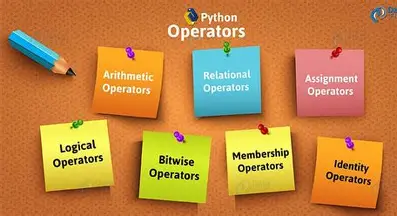 Python
Operators
Arithmetic
Operators
Relational
Operators
Assignment
Operators
Logical
Operators
Bitwise
Operators
Membership
Operators
Identity
Operators